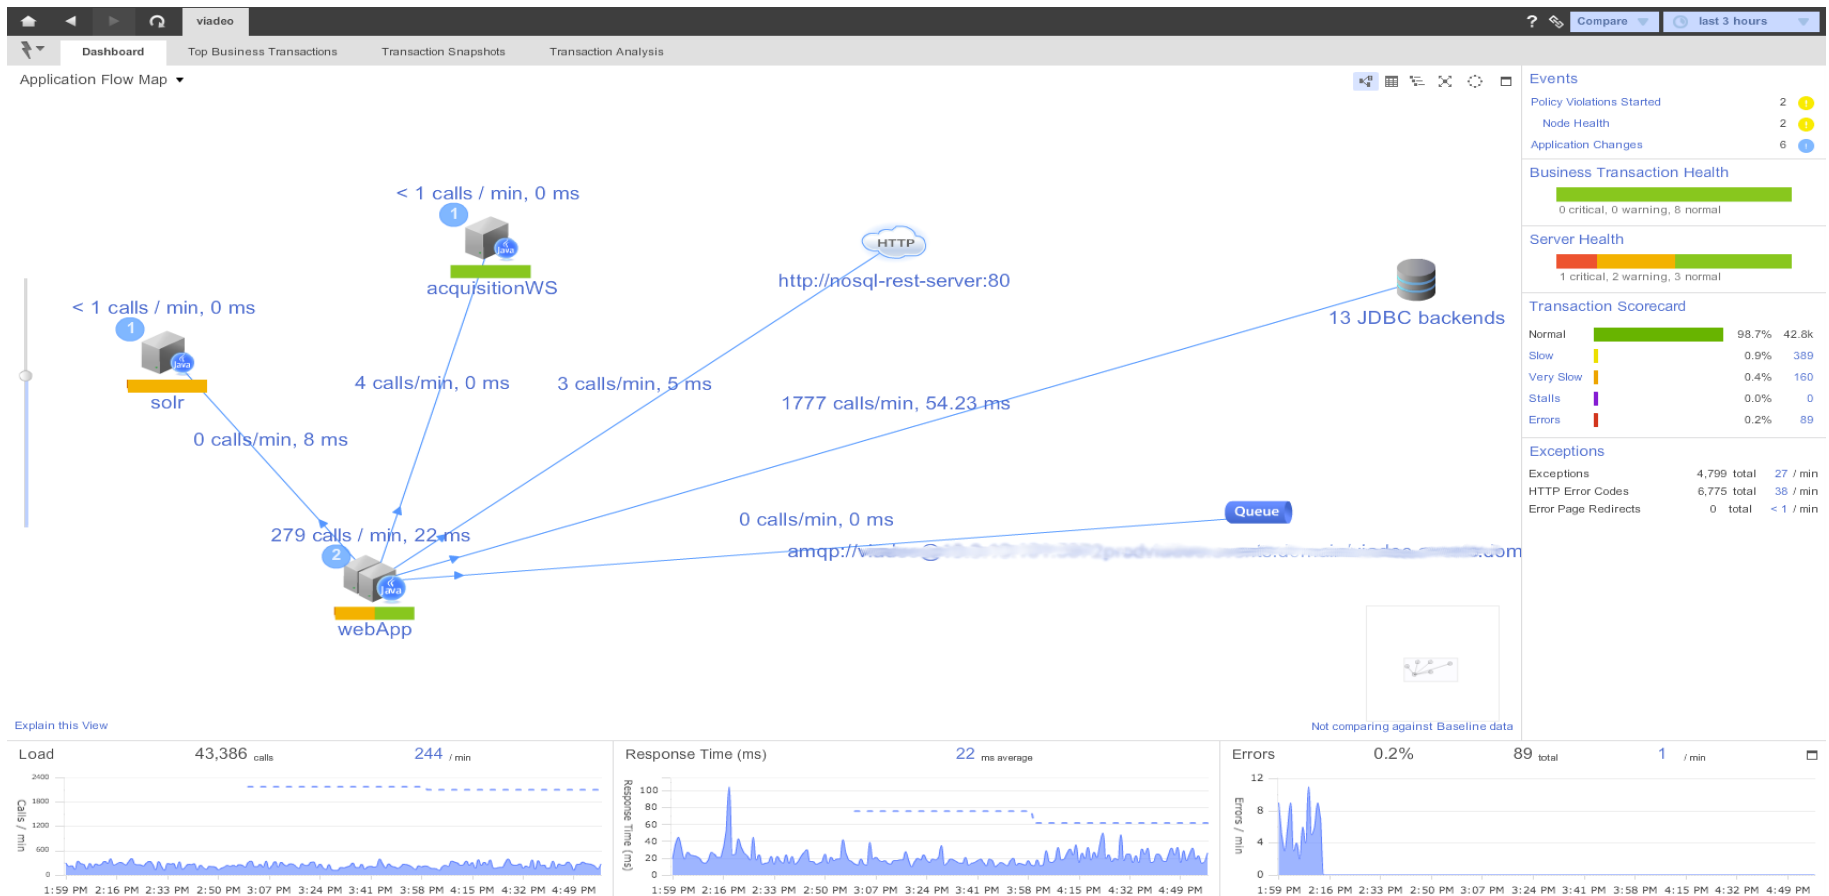 viadeo
?
Compare
last 3 hours
Dashboard
Top Business Transactions
Transaction Snapshots
Transaction Analysis
Application Flow Map
< 1 calls / min, 0 ms
1
Java
acquisitionWS
HTTP
http://nosql-rest-server:80
13 JDBC backends
< 1 calls / min, 0 ms
1
Java
solr
4 calls/min, 0 ms
3 calls/min, 5 ms
1777 calls/min, 54.23 ms
0 calls/min, 8 ms
279 calls / min, 22 ms
2
Java
webApp
0 calls/min, 0 ms
Queue
amqp://
Explain this View
Not comparing against Baseline data
Events
Policy Violations Started 2
Node Health 2
Application Changes 6
Business Transaction Health
0 critical, 0 warning, 8 normal
Server Health
1 critical, 2 warning, 3 normal
Transaction Scorecard
Normal 98.7% 42.8k
Slow 0.9% 389
Very Slow 0.4% 160
Stalls 0.0% 0
Errors 0.2% 89
Exceptions
Exceptions 4,799 total 27 / min
HTTP Error Codes 6,775 total 38 / min
Error Page Redirects 0 total < 1 / min
Load 43,386 calls 244 / min
Calls / min
2400
1800
1200
600
0
1:59 PM 2:16 PM 2:33 PM 2:50 PM 3:07 PM 3:24 PM 3:41 PM 3:58 PM 4:15 PM 4:32 PM 4:49 PM
Response Time (ms) 22 ms average
Response Time (ms)
100
80
60
40
20
0
1:59 PM 2:16 PM 2:33 PM 2:50 PM 3:07 PM 3:24 PM 3:41 PM 3:58 PM 4:15 PM 4:32 PM 4:49 PM
Errors 0.2% 89 total 1 / min
Errors / min
12
8
4
0
1:59 PM 2:16 PM 2:33 PM 2:50 PM 3:07 PM 3:24 PM 3:41 PM 3:58 PM 4:15 PM 4:32 PM 4:49 PM